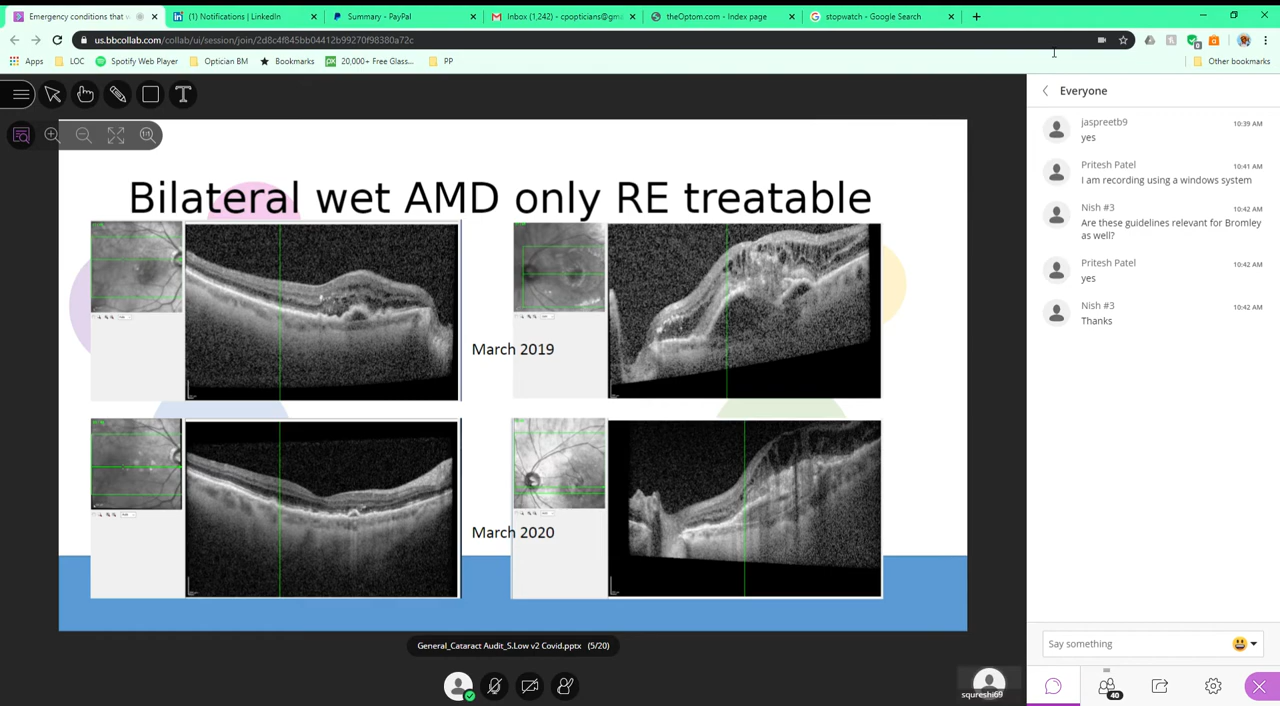 Emergency conditions that w
(1) Notifications | LinkedIn
Summary - PayPal
Inbox (1,242) - cpopticians@gm
theOptom.com - Index page
stopwatch - Google Search
us.bbcollab.com/collab/ui/session/join/2d8c4f845bb04412b99270f98380a72c
Apps
LOC
Spotify Web Player
Optician BM
Bookmarks
20,000+ Free Glass...
PP
Other bookmarks
Bilateral wet AMD only RE treatable
March 2019
March 2020
General_Cataract Audit_S.Low v2 Covid.pptx (5/20)
squreshi69
Everyone
jaspreetb9 10:39 AM
yes
Pritesh Patel 10:41 AM
I am recording using a windows system
Nish #3 10:42 AM
Are these guidelines relevant for Bromley
as well?
Pritesh Patel 10:42 AM
yes
Nish #3 10:42 AM
Thanks
Say something
40